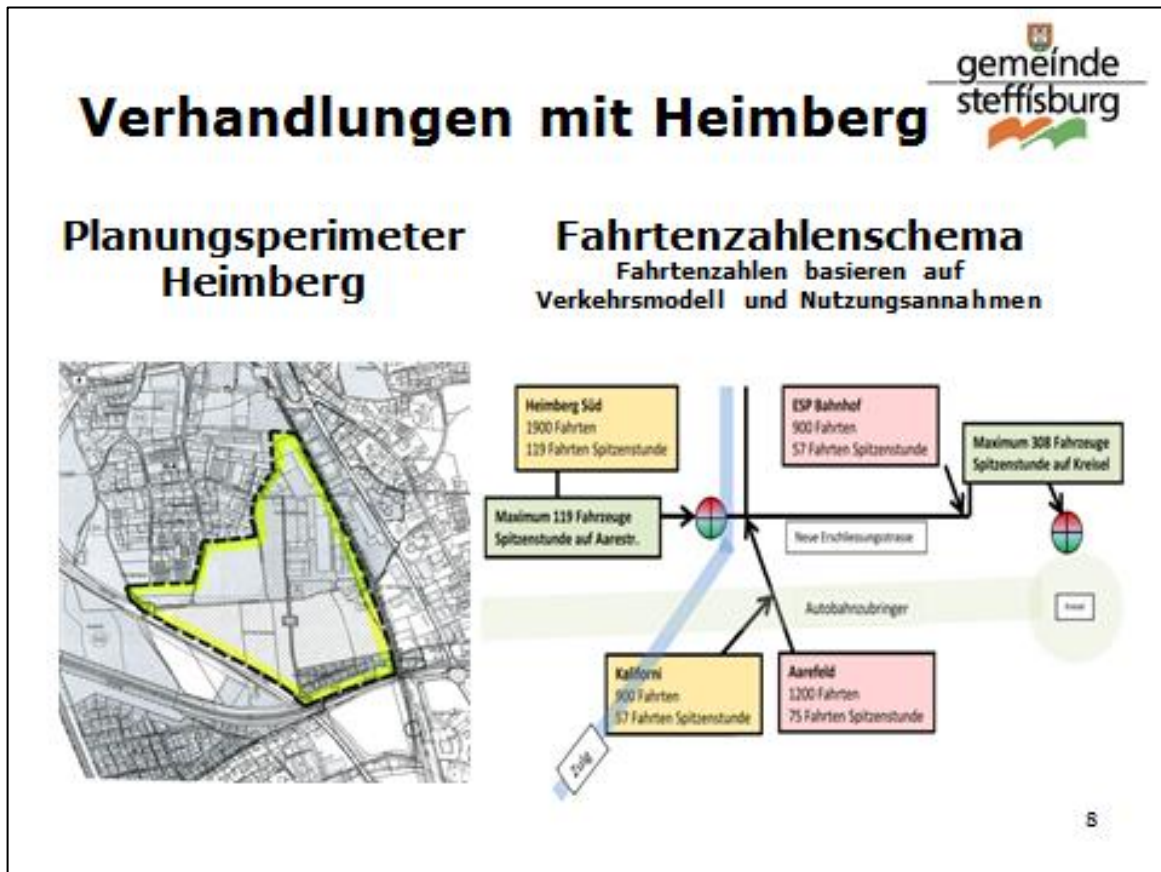 gemeinde
steffisburg
Verhandlungen mit Heimberg
Planungsperimeter
Heimberg
Fahrtenzahlenschema
Fahrtenzahlen basieren auf
Verkehrsmodell und Nutzungsannahmen
Heimberg Süd
1900 Fahrten
119 Fahrten Spitzenstunde
ESP Bahnhof
900 Fahrten
57 Fahrten Spitzenstunde
Maximum 308 Fahrzeuge
Spitzenstunde auf Kreisel
Maximum 119 Fahrzeuge
Spitzenstunde auf Aarestr.
Neue Erschliessungstrasse
Autobahnzubringer
Kreisel
Kaliforni
900 Fahrten
57 Fahrten Spitzenstunde
Aarefeld
1200 Fahrten
75 Fahrten Spitzenstunde
Zulg
8